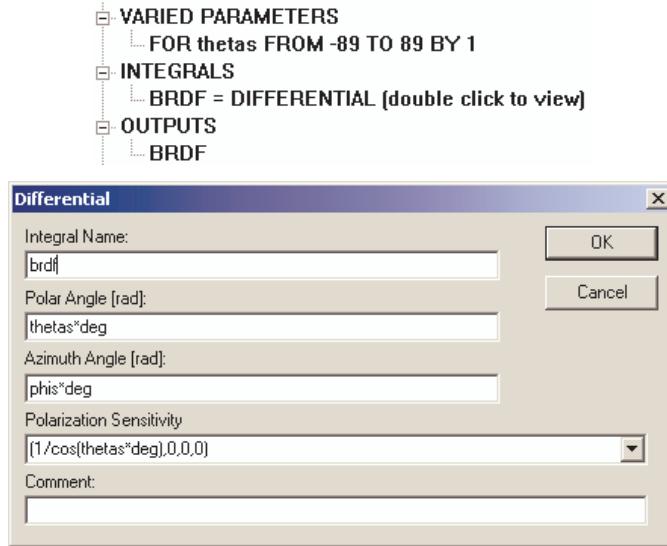 VARIED PARAMETERS
FOR thetas FROM -89 TO 89 BY 1
INTEGRALS
BRDF = DIFFERENTIAL (double click to view)
OUTPUTS
BRDF
Differential
Integral Name:
brdf
OK
Polar Angle [rad]:
Cancel
thetas*deg
Azimuth Angle [rad]:
phis*deg
Polarization Sensitivity
(1/cos(thetas*deg),0,0,0)
Comment: